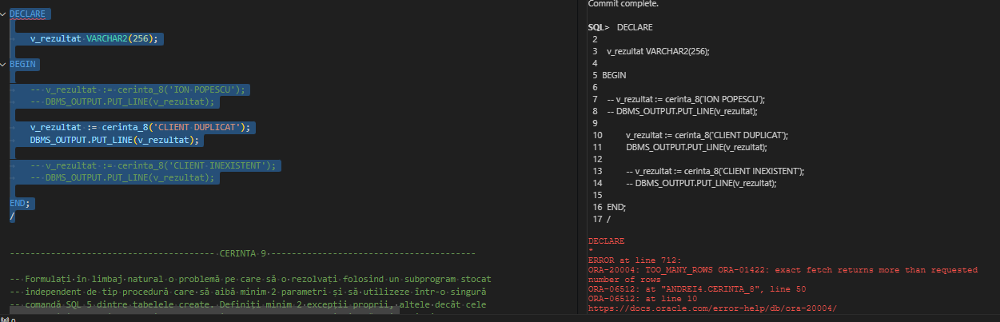 DECLARE
v_rezultat VARCHAR2(256);
BEGIN
-- v_rezultat := cerinta_8('ION POPESCU');
-- DBMS_OUTPUT.PUT_LINE(v_rezultat);
v_rezultat := cerinta_8('CLIENT DUPLICAT');
DBMS_OUTPUT.PUT_LINE(v_rezultat);
-- v_rezultat := cerinta_8('CLIENT INEXISTENT');
-- DBMS_OUTPUT.PUT_LINE(v_rezultat);
END;
/
--------------------------------------- CERINTA 9 ---------------------------------------
-- Formulați în limbaj natural o problemă pe care să o rezolvați folosind un subprogram stocat
-- independent de tip procedură care să aibă minim 2 parametri și să utilizeze într-o singură
-- comandă SQL 5 dintre tabelele create. Definiți minim 2 excepții proprii, altele decât cele
Commit complete.
SQL> DECLARE
2
3 v_rezultat VARCHAR2(256);
4
5 BEGIN
6
7 -- v_rezultat := cerinta_8('ION POPESCU');
8 -- DBMS_OUTPUT.PUT_LINE(v_rezultat);
9
10 v_rezultat := cerinta_8('CLIENT DUPLICAT');
11 DBMS_OUTPUT.PUT_LINE(v_rezultat);
12
13 -- v_rezultat := cerinta_8('CLIENT INEXISTENT');
14 -- DBMS_OUTPUT.PUT_LINE(v_rezultat);
15
16 END;
17 /
DECLARE
*
ERROR at line 712:
ORA-20004: TOO_MANY_ROWS ORA-01422: exact fetch returns more than requested
number of rows
ORA-06512: at "ANDREI4.CERINTA_8", line 50
ORA-06512: at line 10
https://docs.oracle.com/error-help/db/ora-20004/